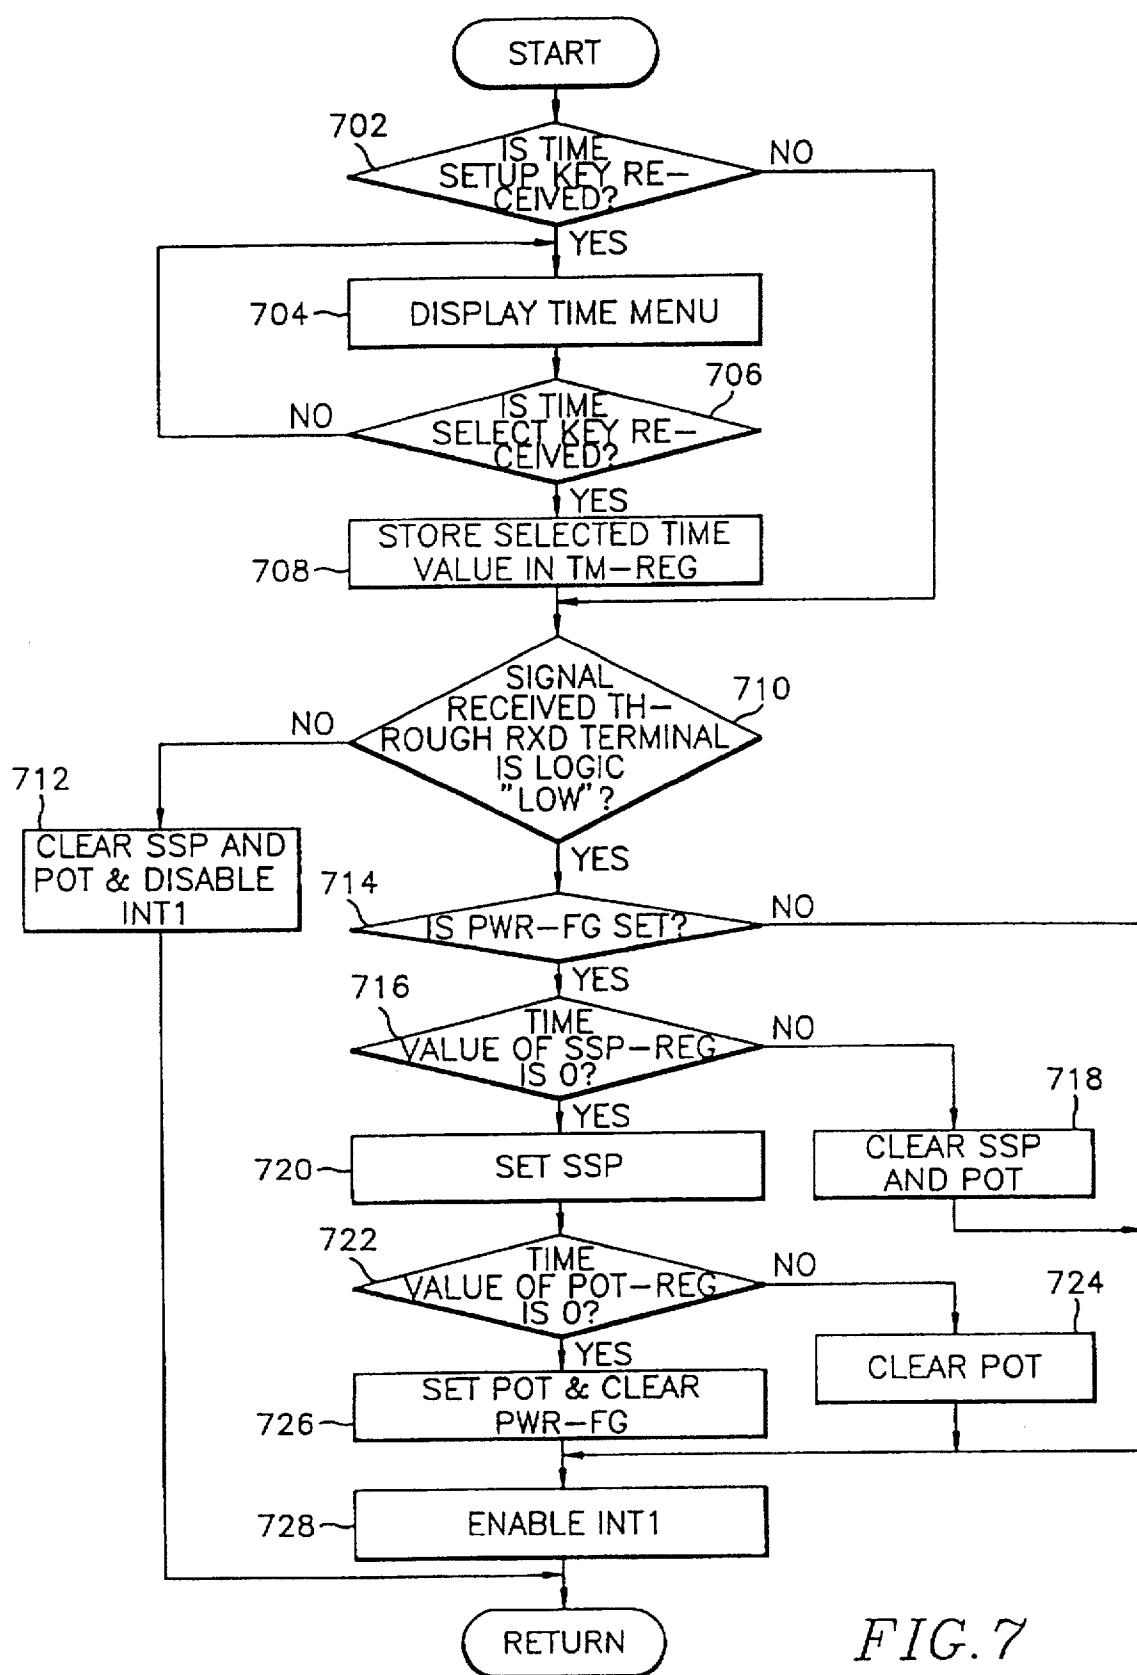 START
702
IS TIME
SETUP KEY RE-
CEIVED?
NO
YES
704
DISPLAY TIME MENU
706
NO
IS TIME
SELECT KEY RE-
CEIVED?
YES
708
STORE SELECTED TIME
VALUE IN TM-REG
710
NO
SIGNAL
RECEIVED TH-
ROUGH RXD TERMINAL
IS LOGIC
"LOW"?
712
CLEAR SSP AND
POT & DISABLE
INT1
YES
714
IS PWR-FG SET?
NO
YES
716
TIME
VALUE OF SSP-REG
IS 0?
NO
YES
718
CLEAR SSP
AND POT
720
SET SSP
722
TIME
VALUE OF POT-REG
IS 0?
NO
YES
724
CLEAR POT
726
SET POT & CLEAR
PWR-FG
728
ENABLE INT1
RETURN
FIG.7